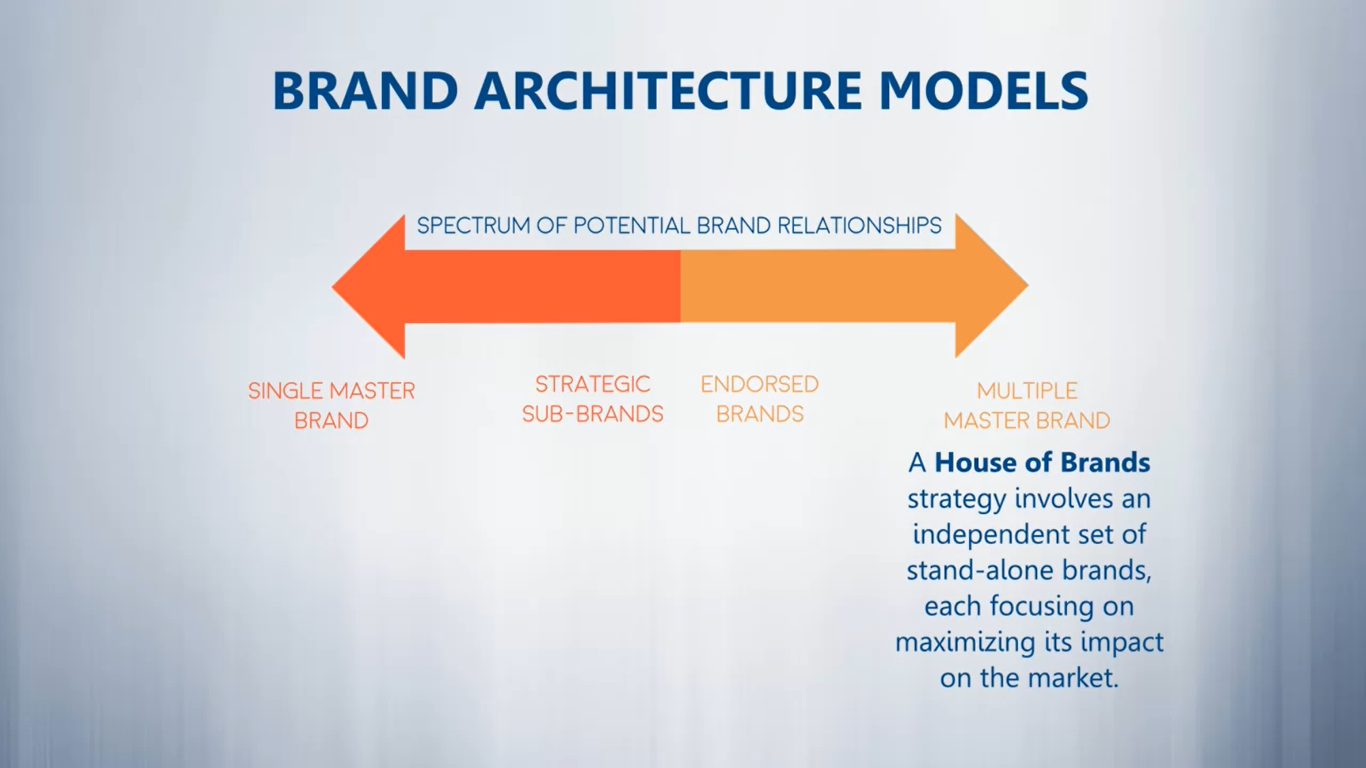 BRAND ARCHITECTURE MODELS
SPECTRUM OF POTENTIAL BRAND RELATIONSHIPS
SINGLE MASTER
BRAND
STRATEGIC
SUB-BRANDS
ENDORSED
BRANDS
MULTIPLE
MASTER BRAND
A House of Brands
strategy involves an
independent set of
stand-alone brands,
each focusing on
maximizing its impact
on the market.